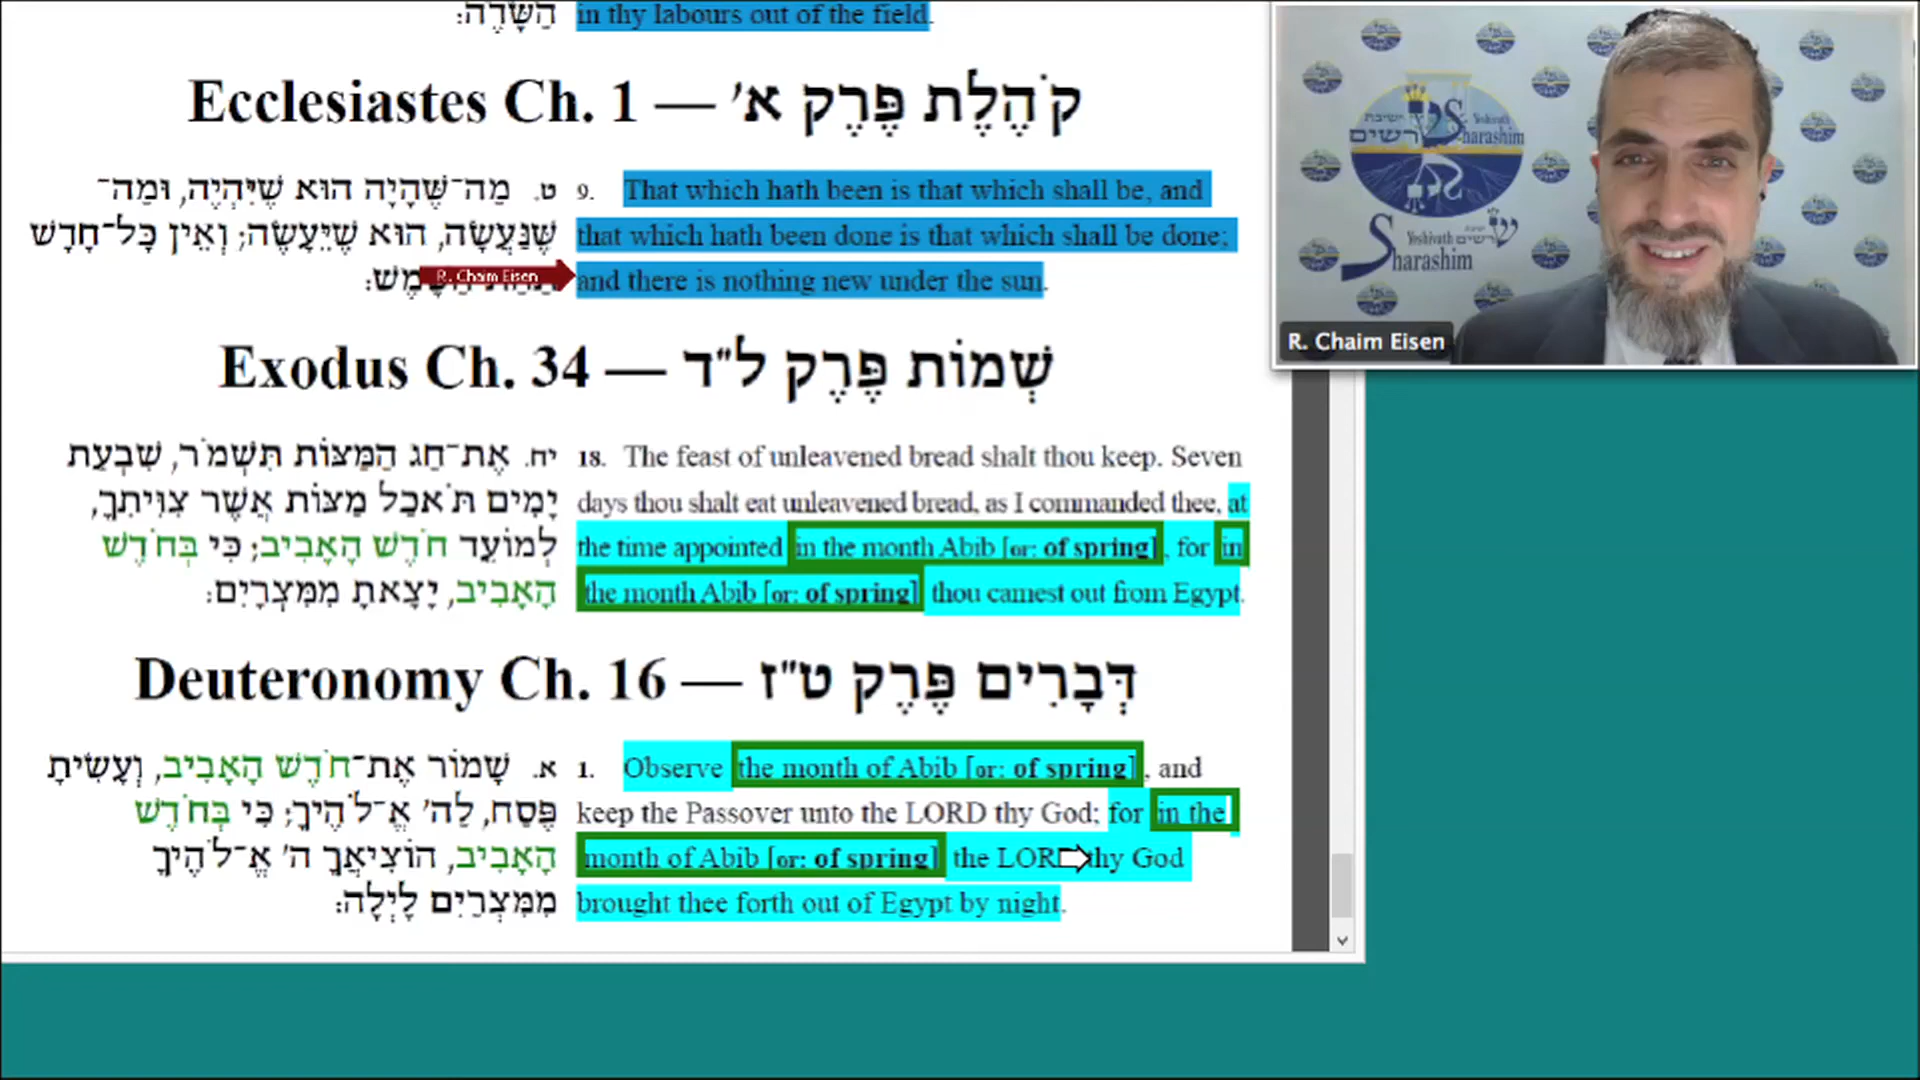 הַשָּׂדֶה: in thy labours out of the field.
Ecclesiastes Ch. 1 — קֹהֶלֶת פֶּרֶק א׳
ט. מַה־שֶּׁהָיָה הוּא שֶׁיִּהְיֶה, וּמַה־ 9. That which hath been is that which shall be, and
שֶּׁנַּעֲשָׂה, הוּא שֶׁיֵּעָשֶׂה; וְאֵין כָּל־חָדָשׁ that which hath been done is that which shall be done;
R. Chaim Eisen and there is nothing new under the sun.
Exodus Ch. 34 — שְׁמוֹת פֶּרֶק ל״ד
יח. אֶת־חַג הַמַּצּוֹת תִּשְׁמֹר, שִׁבְעַת 18. The feast of unleavened bread shalt thou keep. Seven
יָמִים תֹּאכַל מַצּוֹת אֲשֶׁר צִוִּיתִךָ, days thou shalt eat unleavened bread, as I commanded thee, at
לְמוֹעֵד חֹדֶשׁ הָאָבִיב; כִּי בְּחֹדֶשׁ the time appointed in the month Abib [or: of spring], for in
הָאָבִיב, יָצָאתָ מִמִּצְרָיִם: the month Abib [or: of spring] thou camest out from Egypt.
Deuteronomy Ch. 16 — דְּבָרִים פֶּרֶק ט״ז
א. שָׁמוֹר אֶת־חֹדֶשׁ הָאָבִיב, וְעָשִׂיתָ 1. Observe the month of Abib [or: of spring], and
פֶּסַח, לַה׳ אֱ־לֹהֶיךָ; כִּי בְּחֹדֶשׁ keep the Passover unto the LORD thy God; for in the
הָאָבִיב, הוֹצִיאֲךָ ה׳ אֱ־לֹהֶיךָ month of Abib [or: of spring] the LORD thy God
מִמִּצְרַיִם לָיְלָה: brought thee forth out of Egypt by night.
ישיבת Yeshivath
שרשים Sharashim
Yeshivath שרשים
Sharashim
R. Chaim Eisen